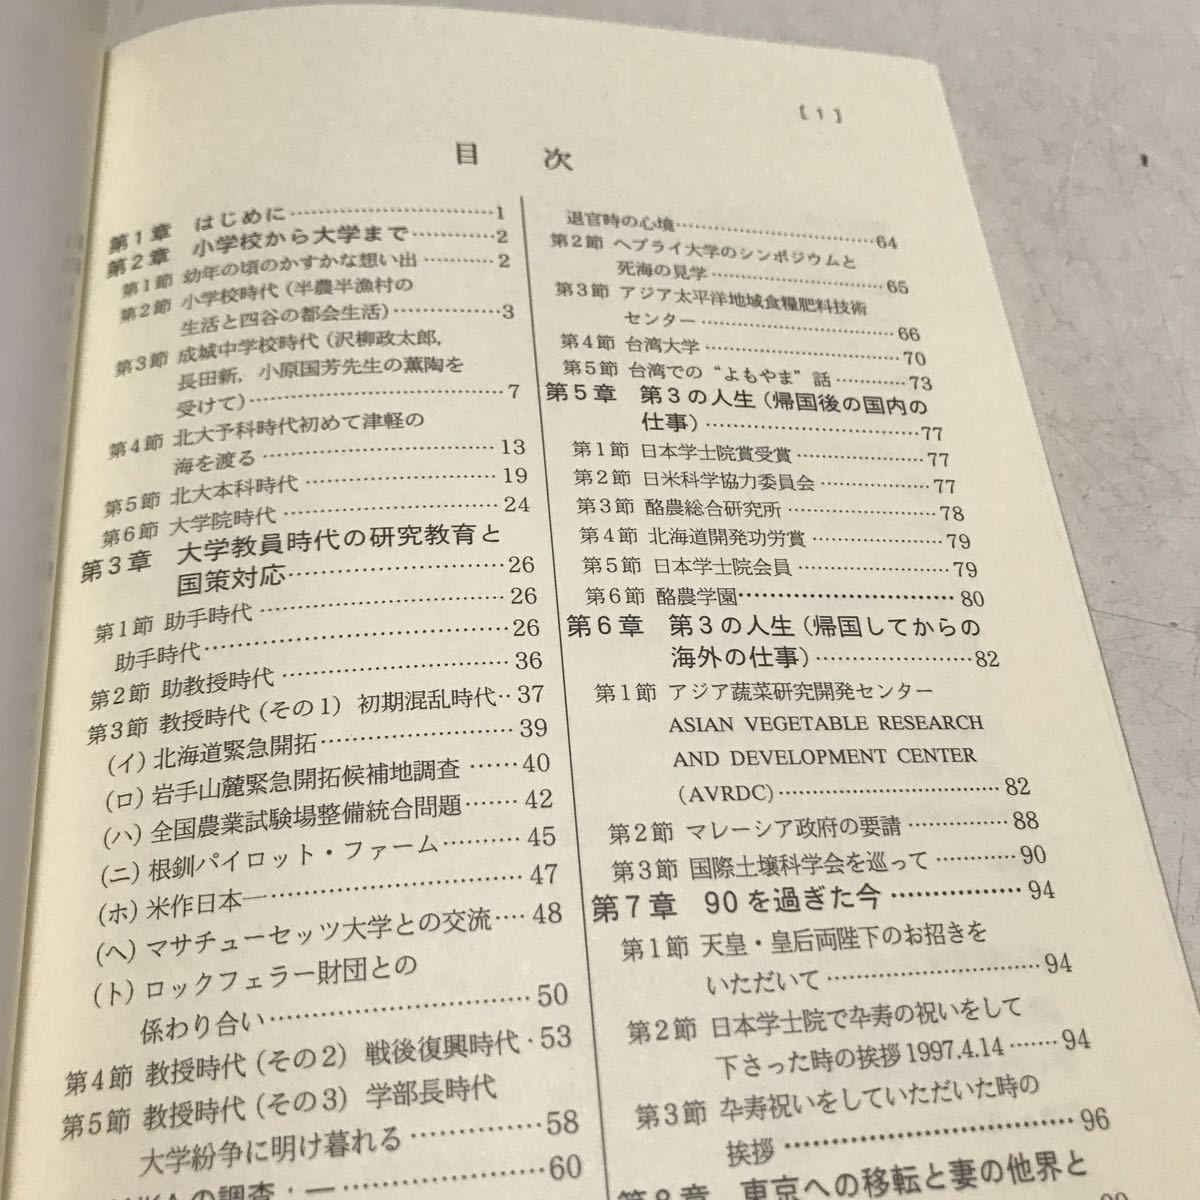 〔1〕
目 次
第1章 はじめに…………………………1
第2章 小学校から大学まで…………2
第1節 幼年の頃のかすかな想い出…………2
第2節 小学校時代(半農半漁村の
生活と四谷の都会生活)……………3
第3節 成城中学校時代(沢柳政太郎,
長田新,小原国芳先生の薫陶を
受けて)……………………………7
第4節 北大予科時代初めて津軽の
海を渡る……………………………13
第5節 北大本科時代……………………19
第6節 大学院時代………………………24
第3章 大学教員時代の研究教育と
国策対応……………………………26
第1節 助手時代…………………………26
助手時代…………………………………26
第2節 助教授時代………………………36
第3節 教授時代(その1) 初期混乱時代‥37
(イ)北海道緊急開拓……………………39
(ロ)岩手山麓緊急開拓候補地調査……40
(ハ)全国農業試験場整備統合問題……42
(ニ)根釧パイロット・ファーム………45
(ホ)米作日本一…………………………47
(ヘ)マサチューセッツ大学との交流‥‥48
(ト)ロックフェラー財団との
係わり合い……………………………50
第4節 教授時代(その2) 戦後復興時代・53
第5節 教授時代(その3) 学部長時代
大学紛争に明け暮れる……………58
の調査・一……………………60
退官時の心境……………………………64
第2節 ヘブライ大学のシンポジウムと
死海の見学……………………………65
第3節 アジア太平洋地域食糧肥料技術
センター………………………………66
第4節 台湾大学…………………………70
第5節 台湾での“よもやま”話…………73
第5章 第3の人生(帰国後の国内の
仕事)…………………………………77
第1節 日本学士院賞受賞………………77
第2節 日米科学協力委員会……………77
第3節 酪農総合研究所…………………78
第4節 北海道開発功労賞………………79
第5節 日本学士院会員…………………79
第6節 酪農学園…………………………80
第6章 第3の人生(帰国してからの
海外の仕事)…………………………82
第1節 アジア蔬菜研究開発センター
ASIAN VEGETABLE RESEARCH
AND DEVELOPMENT CENTER
(AVRDC)………………………………82
第2節 マレーシア政府の要請…………88
第3節 国際土壌科学会を巡って………90
第7章 90を過ぎた今…………………94
第1節 天皇・皇后両陛下のお招きを
いただいて……………………………94
第2節 日本学士院で卆寿の祝いをして
下さった時の挨拶1997.4.14……94
第3節 卆寿祝いをしていただいた時の
挨拶……………………………………96
第8章 東京への移転と妻の他界と